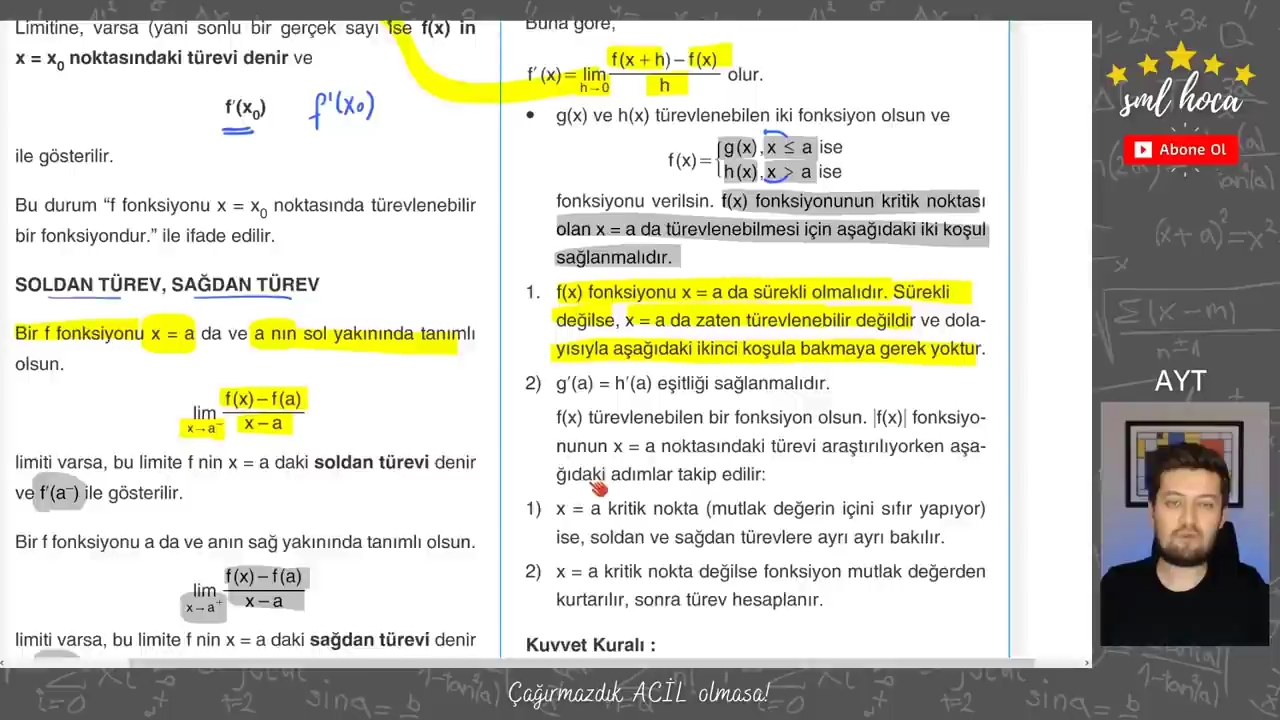 Limitine, varsa (yani sonlu bir gerçek sayı ise f(x) in
x = x₀ noktasındaki türevi denir ve
f′(x₀) f′(x₀)
ile gösterilir.
Bu durum “f fonksiyonu x = x₀ noktasında türevlenebilir
bir fonksiyondur.” ile ifade edilir.
SOLDAN TÜREV, SAĞDAN TÜREV
Bir f fonksiyonu x = a da ve a nın sol yakınında tanımlı
olsun.
lim x→a⁻ f(x) – f(a) / x – a
limiti varsa, bu limite f nin x = a daki soldan türevi denir
ve f′(a⁻) ile gösterilir.
Bir f fonksiyonu a da ve anın sağ yakınında tanımlı olsun.
lim x→a⁺ f(x) – f(a) / x – a
limiti varsa, bu limite f nin x = a daki sağdan türevi denir
Buna göre,
f′(x) = lim h→0 f(x + h) – f(x) / h olur.
• g(x) ve h(x) türevlenebilen iki fonksiyon olsun ve
f(x) = { g(x), x ≤ a ise
h(x), x > a ise
fonksiyonu verilsin. f(x) fonksiyonunun kritik noktası
olan x = a da türevlenebilmesi için aşağıdaki iki koşul
sağlanmalıdır.
1. f(x) fonksiyonu x = a da sürekli olmalıdır. Sürekli
değilse, x = a da zaten türevlenebilir değildir ve dola-
yısıyla aşağıdaki ikinci koşula bakmaya gerek yoktur.
2) g′(a) = h′(a) eşitliği sağlanmalıdır.
f(x) türevlenebilen bir fonksiyon olsun. |f(x)| fonksiyo-
nunun x = a noktasındaki türevi araştırılıyorken aşa-
ğıdaki adımlar takip edilir:
1) x = a kritik nokta (mutlak değerin içini sıfır yapıyor)
ise, soldan ve sağdan türevlere ayrı ayrı bakılır.
2) x = a kritik nokta değilse fonksiyon mutlak değerden
kurtarılır, sonra türev hesaplanır.
Kuvvet Kuralı :
sml hoca
Abone Ol
AYT
Çağırmazdık ACİL olmasa!